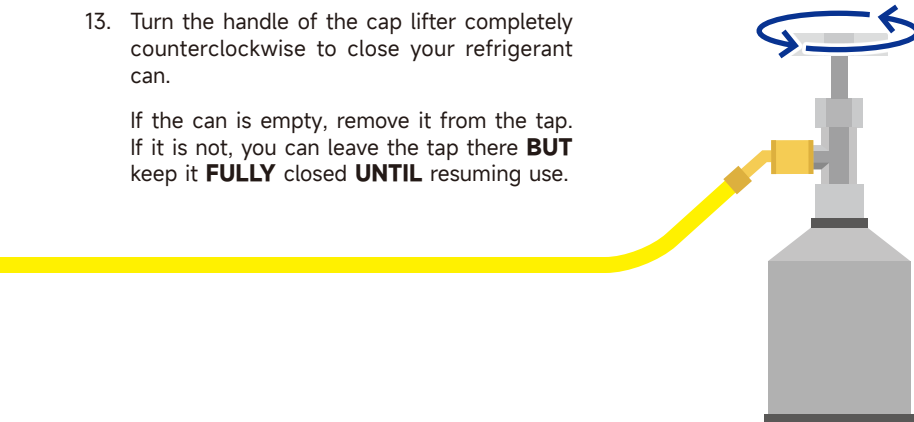 13. Turn the handle of the cap lifter completely
counterclockwise to close your refrigerant
can.
If the can is empty, remove it from the tap.
If it is not, you can leave the tap there BUT
keep it FULLY closed UNTIL resuming use.